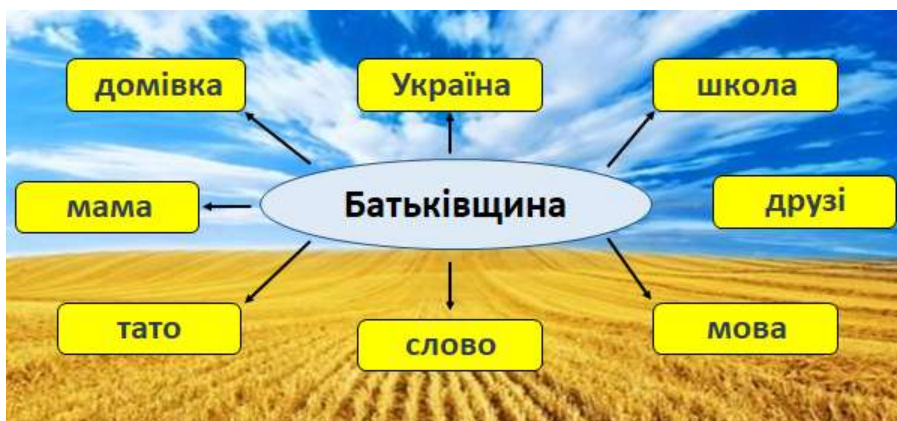 домівка
Україна
школа
мама
Батьківщина
друзі
тато
слово
мова